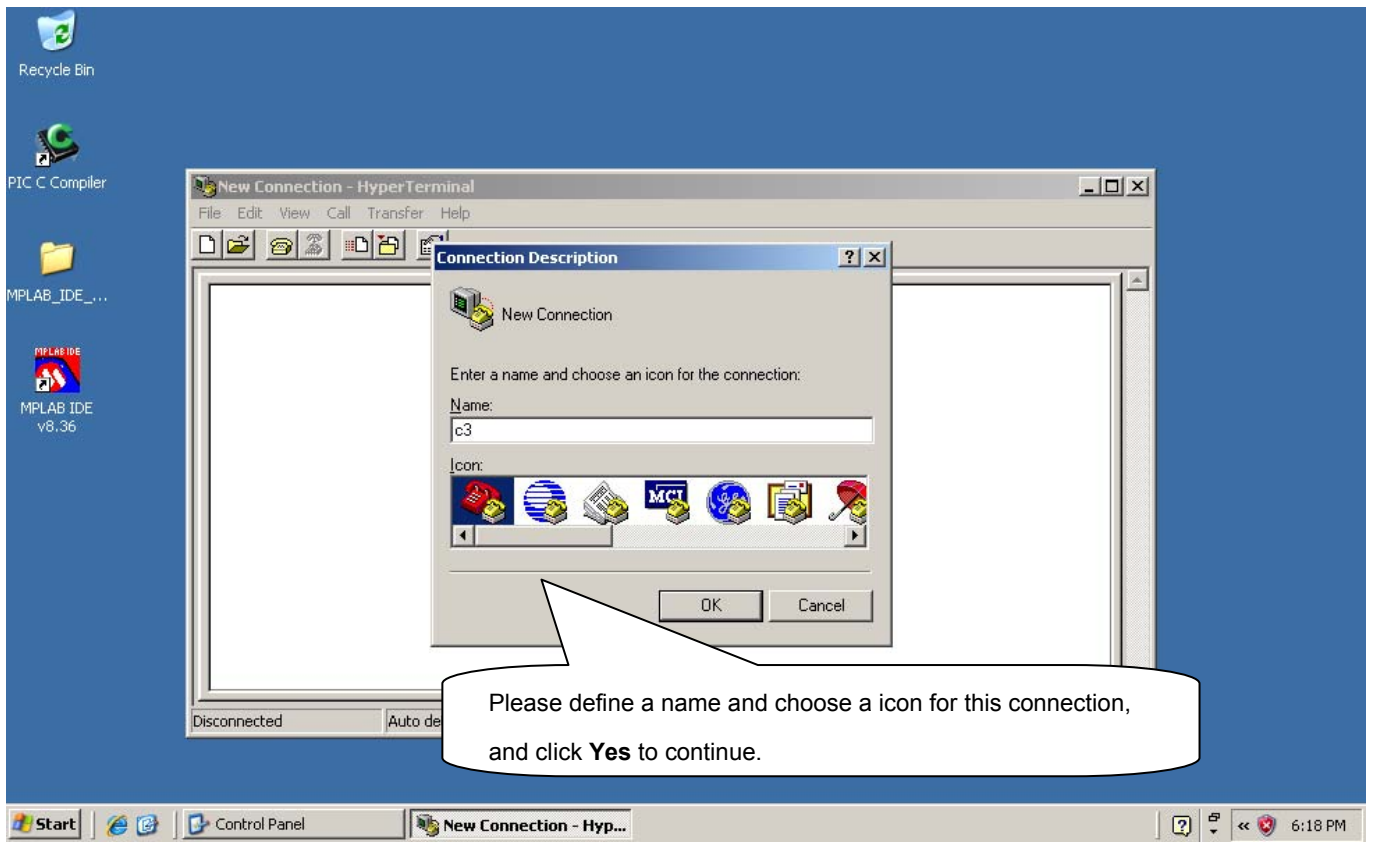 Recycle Bin
PIC C Compiler
MPLAB_IDE_...
MPLAB IDE
MPLAB IDE
v8.36
New Connection - HyperTerminal
File Edit View Call Transfer Help
Connection Description
New Connection
Enter a name and choose an icon for the connection:
Name:
c3
Icon:
MCI
OK Cancel
Please define a name and choose a icon for this connection,
and click Yes to continue.
Disconnected Auto de
Start Control Panel New Connection - Hyp... 6:18 PM